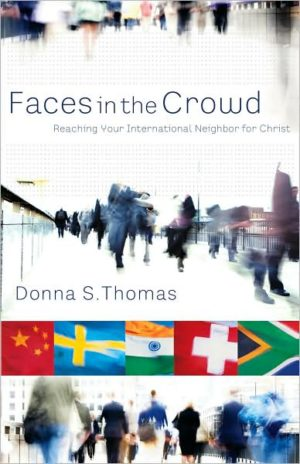 Faces in the Crowd
Reaching Your International Neighbor for Christ
Donna S. Thomas